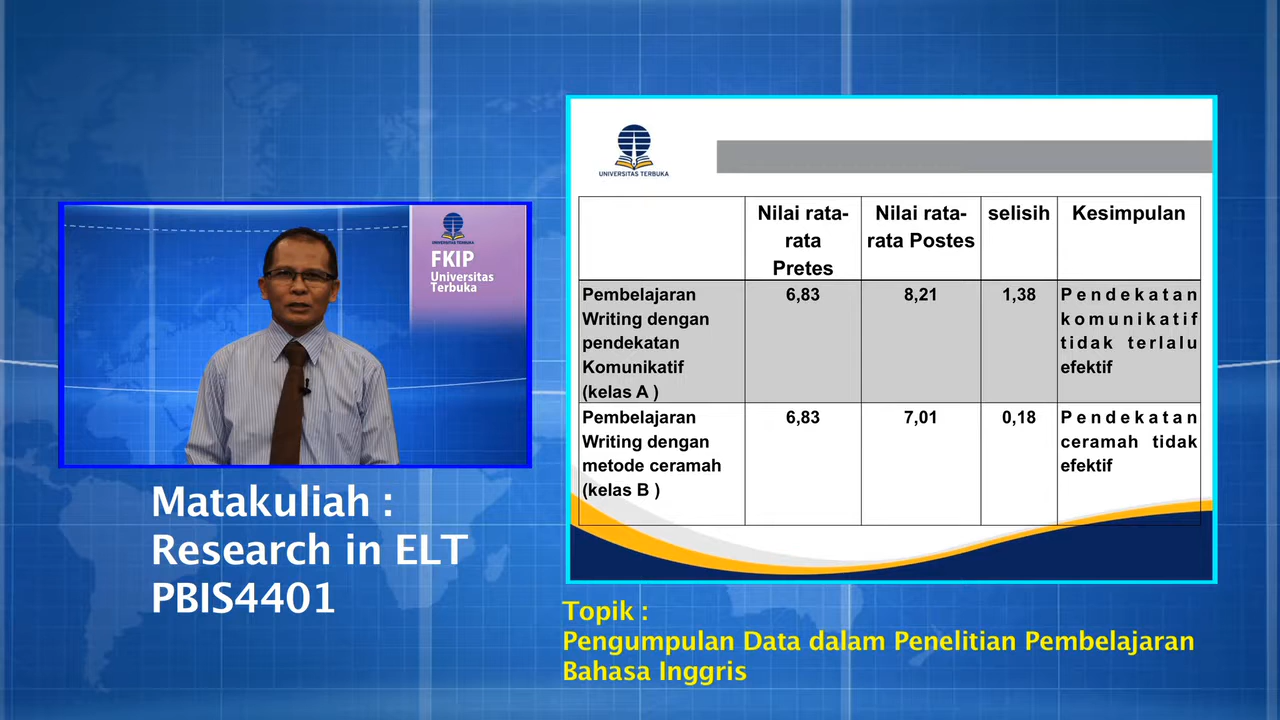 UNIVERSITAS TERBUKA
FKIP
Universitas
Terbuka
Matakuliah :
Research in ELT
PBIS4401
UNIVERSITAS TERBUKA
Nilai rata-
rata
Pretes
Nilai rata-
rata Postes
selisih
Kesimpulan
Pembelajaran
Writing dengan
pendekatan
Komunikatif
(kelas A )
6,83
8,21
1,38
Pendekatan
komunikatif
tidak terlalu
efektif
Pembelajaran
Writing dengan
metode ceramah
(kelas B )
6,83
7,01
0,18
Pendekatan
ceramah tidak
efektif
Topik :
Pengumpulan Data dalam Penelitian Pembelajaran
Bahasa Inggris